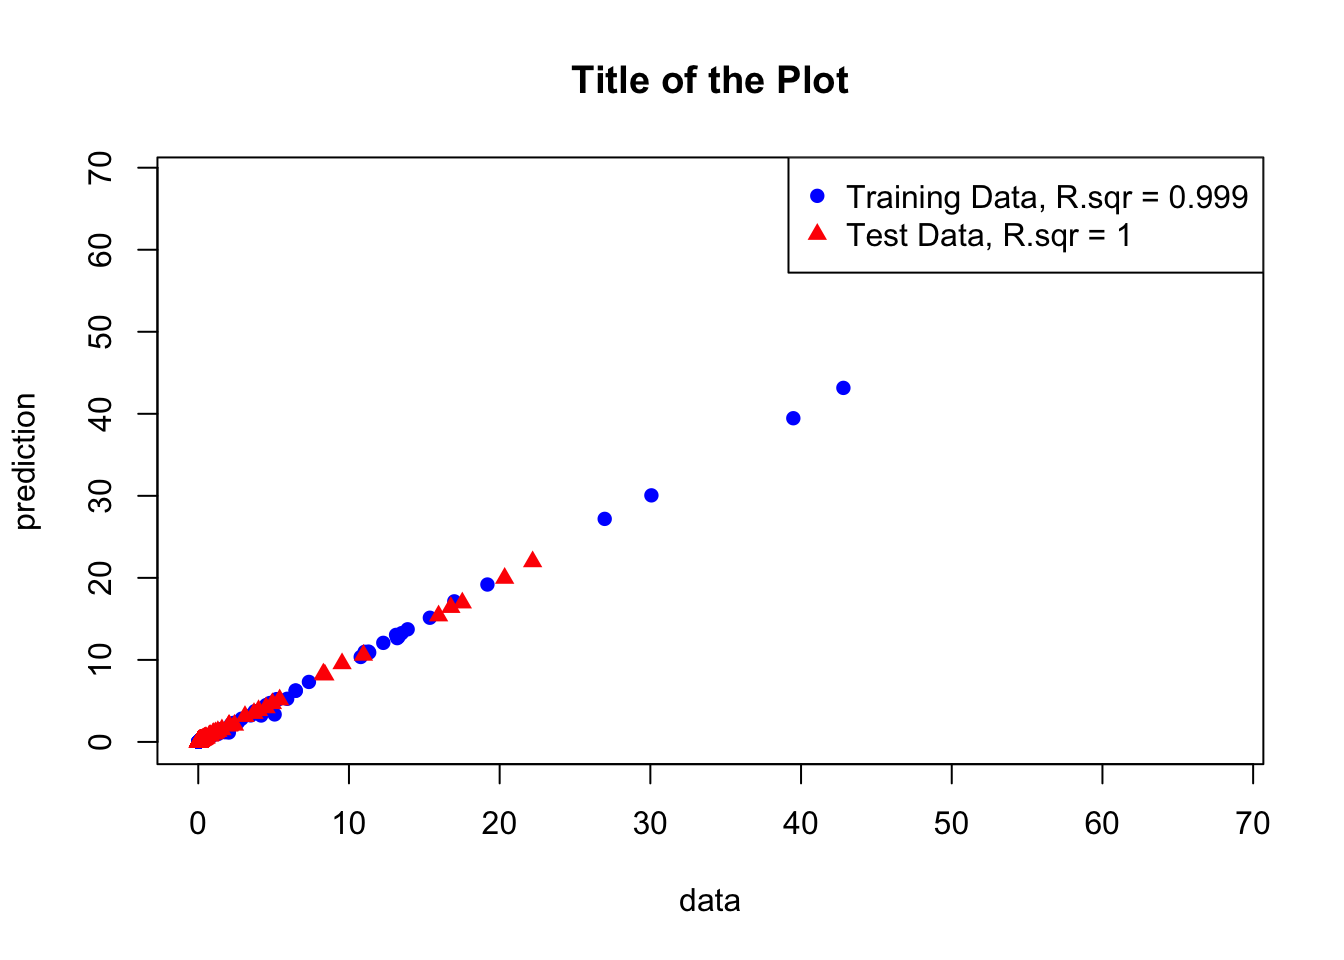 Title of the Plot
Training Data, R.sqr = 0.999
Test Data, R.sqr = 1
70
60
50
40
30
20
10
0
prediction
0 10 20 30 40 50 60 70
data